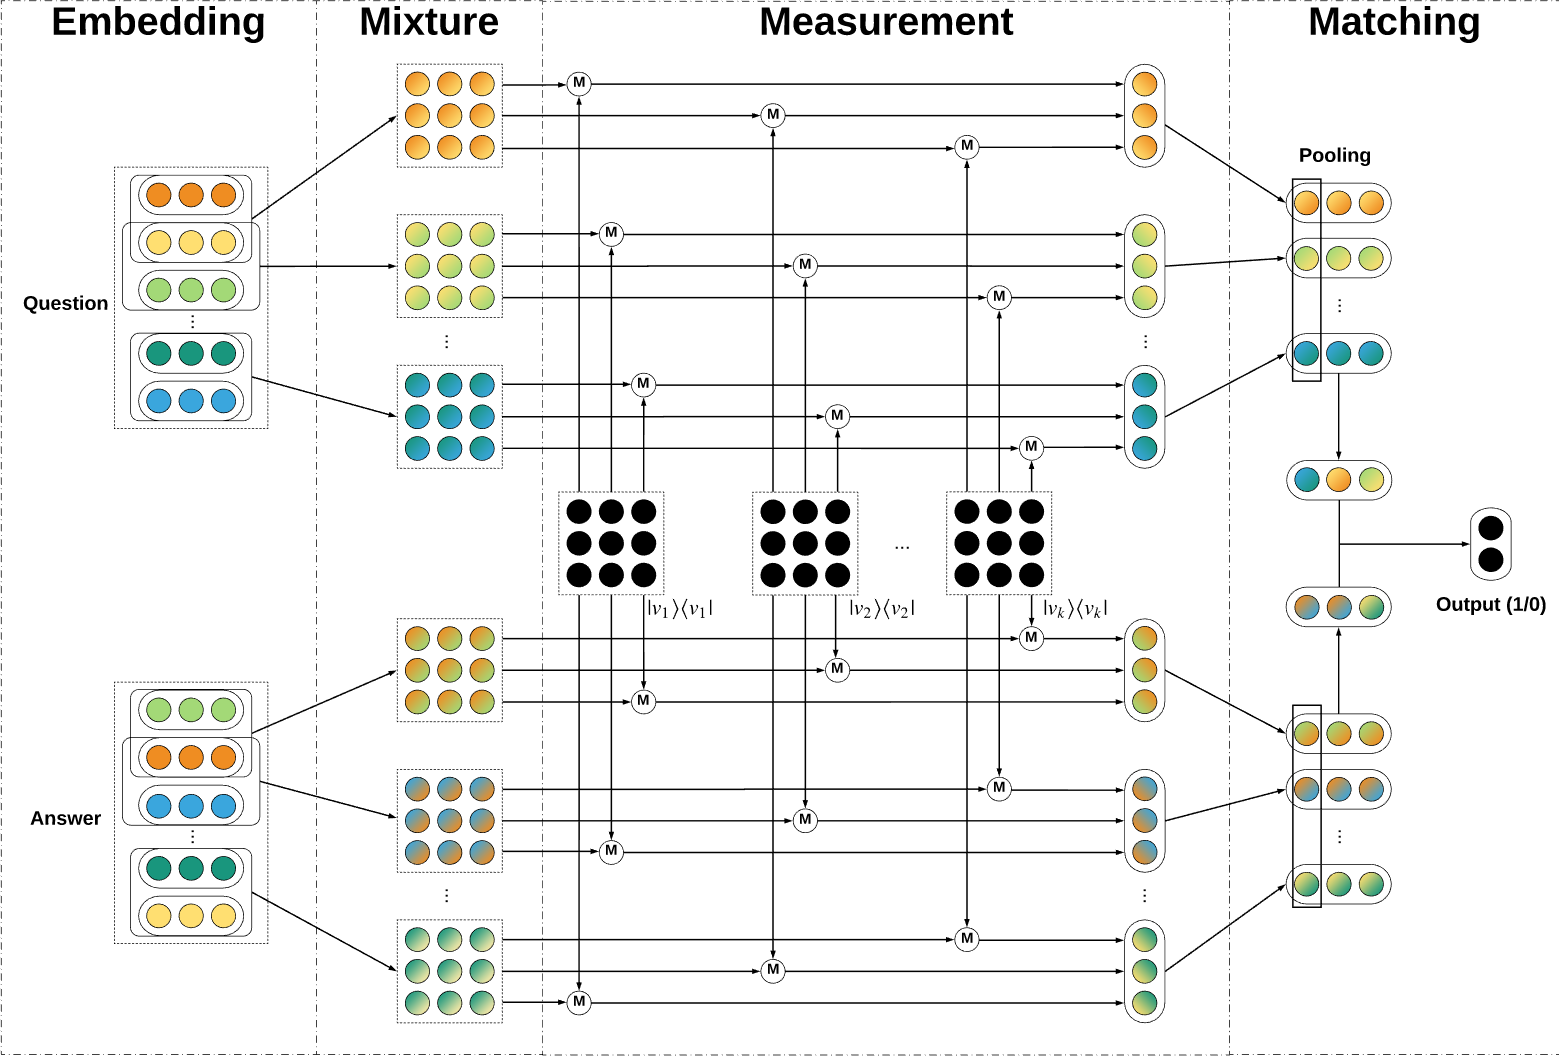 Embedding
Mixture
Measurement
Matching
M
M
M
Pooling
M
M
M
Question
⋮
⋮
⋮
⋮
M
M
M
...
|v₁⟩⟨v₁|
|v₂⟩⟨v₂|
|vₖ⟩⟨vₖ|
Output (1/0)
M
M
M
Answer
⋮
⋮
⋮
⋮
M
M
M
M
M
M